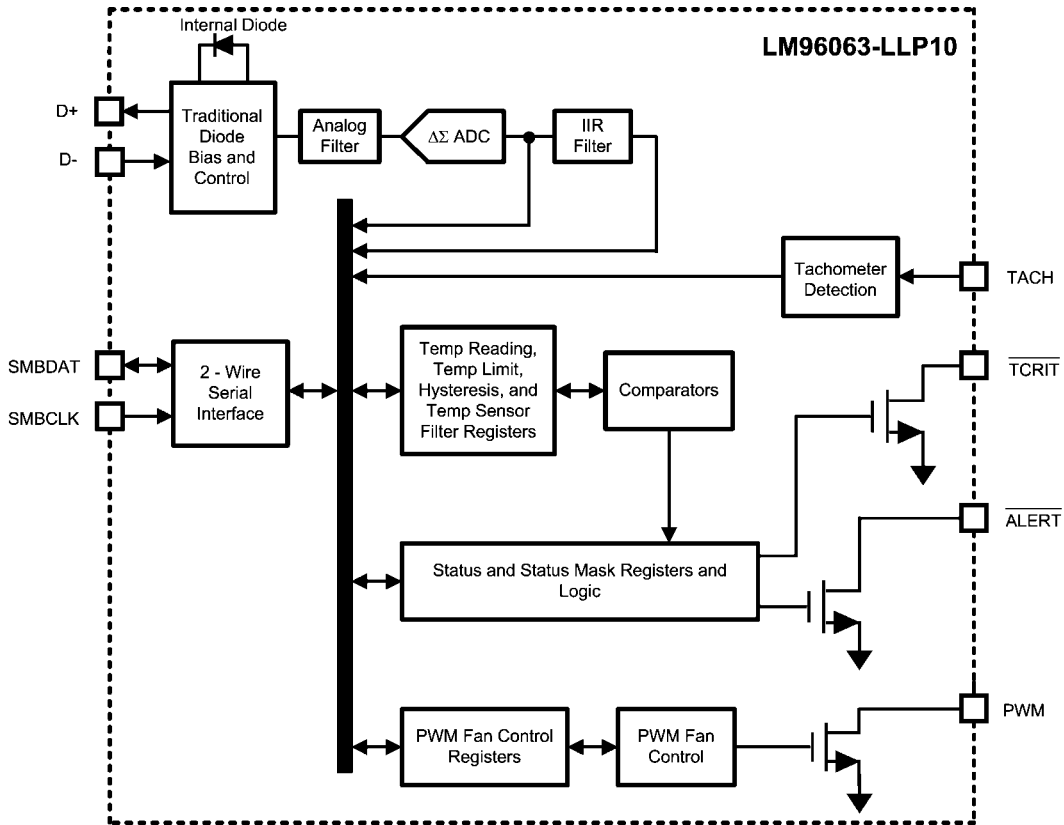 Internal Diode
LM96063-LLP10
D+
D-
Traditional
Diode
Bias and
Control
Analog
Filter
ΔΣ ADC
IIR
Filter
Tachometer
Detection
TACH
SMBDAT
SMBCLK
2 - Wire
Serial
Interface
Temp Reading,
Temp Limit,
Hysteresis, and
Temp Sensor
Filter Registers
Comparators
TCRIT
ALERT
Status and Status Mask Registers and
Logic
PWM Fan Control
Registers
PWM Fan
Control
PWM